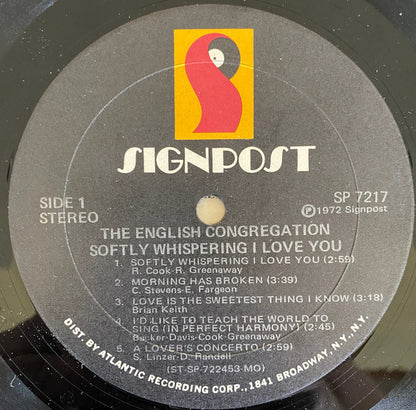 SIGNPOST
SIDE 1
STEREO
SP 7217
℗1972 Signpost
THE ENGLISH CONGREGATION
SOFTLY WHISPERING I LOVE YOU
1. SOFTLY WHISPERING I LOVE YOU (2:59)
R. Cook-R. Greenaway
2. MORNING HAS BROKEN (3:39)
C. Stevens-E. Fargeon
3. LOVE IS THE SWEETEST THING I KNOW (3:18)
Brian Keith
4. I'D LIKE TO TEACH THE WORLD TO
SING (IN PERFECT HARMONY) (2:45)
Backer-Davis-Cook-Greenaway
5. A LOVER'S CONCERTO (2:59)
S. Linzer-D. Randell
(ST-SP-722453-MO)
DIST. BY ATLANTIC RECORDING CORP., 1841 BROADWAY, N.Y., N.Y.